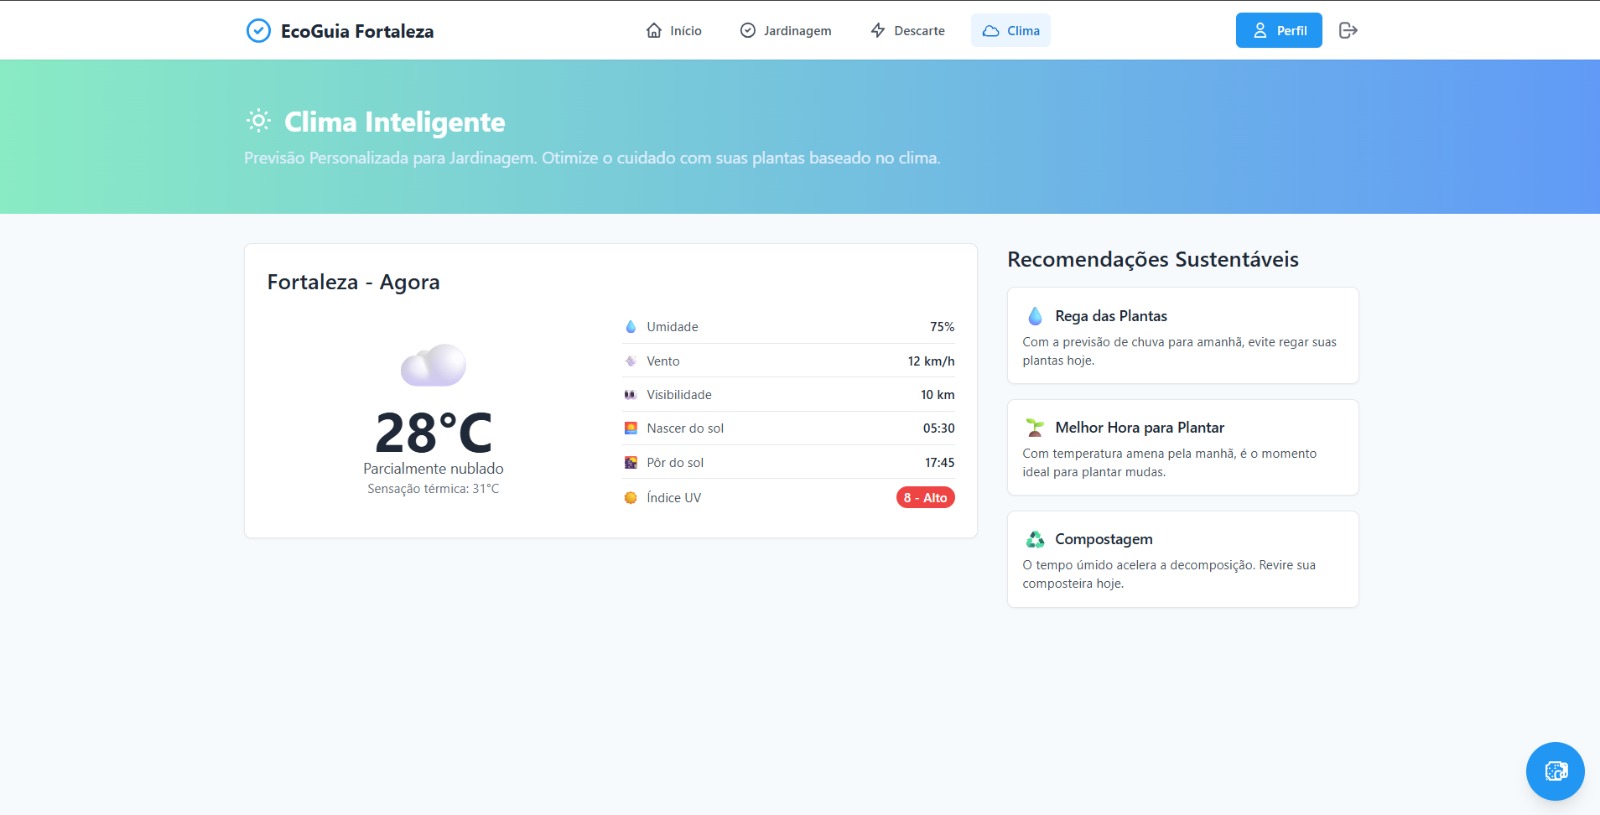 EcoGuia Fortaleza
Início
Jardinagem
Descarte
Clima
Perfil
Clima Inteligente
Previsão Personalizada para Jardinagem. Otimize o cuidado com suas plantas baseado no clima.
Fortaleza - Agora
28°C
Parcialmente nublado
Sensação térmica: 31°C
Umidade 75%
Vento 12 km/h
Visibilidade 10 km
Nascer do sol 05:30
Pôr do sol 17:45
Índice UV 8 - Alto
Recomendações Sustentáveis
Rega das Plantas
Com a previsão de chuva para amanhã, evite regar suas
plantas hoje.
Melhor Hora para Plantar
Com temperatura amena pela manhã, é o momento
ideal para plantar mudas.
Compostagem
O tempo úmido acelera a decomposição. Revire sua
composteira hoje.